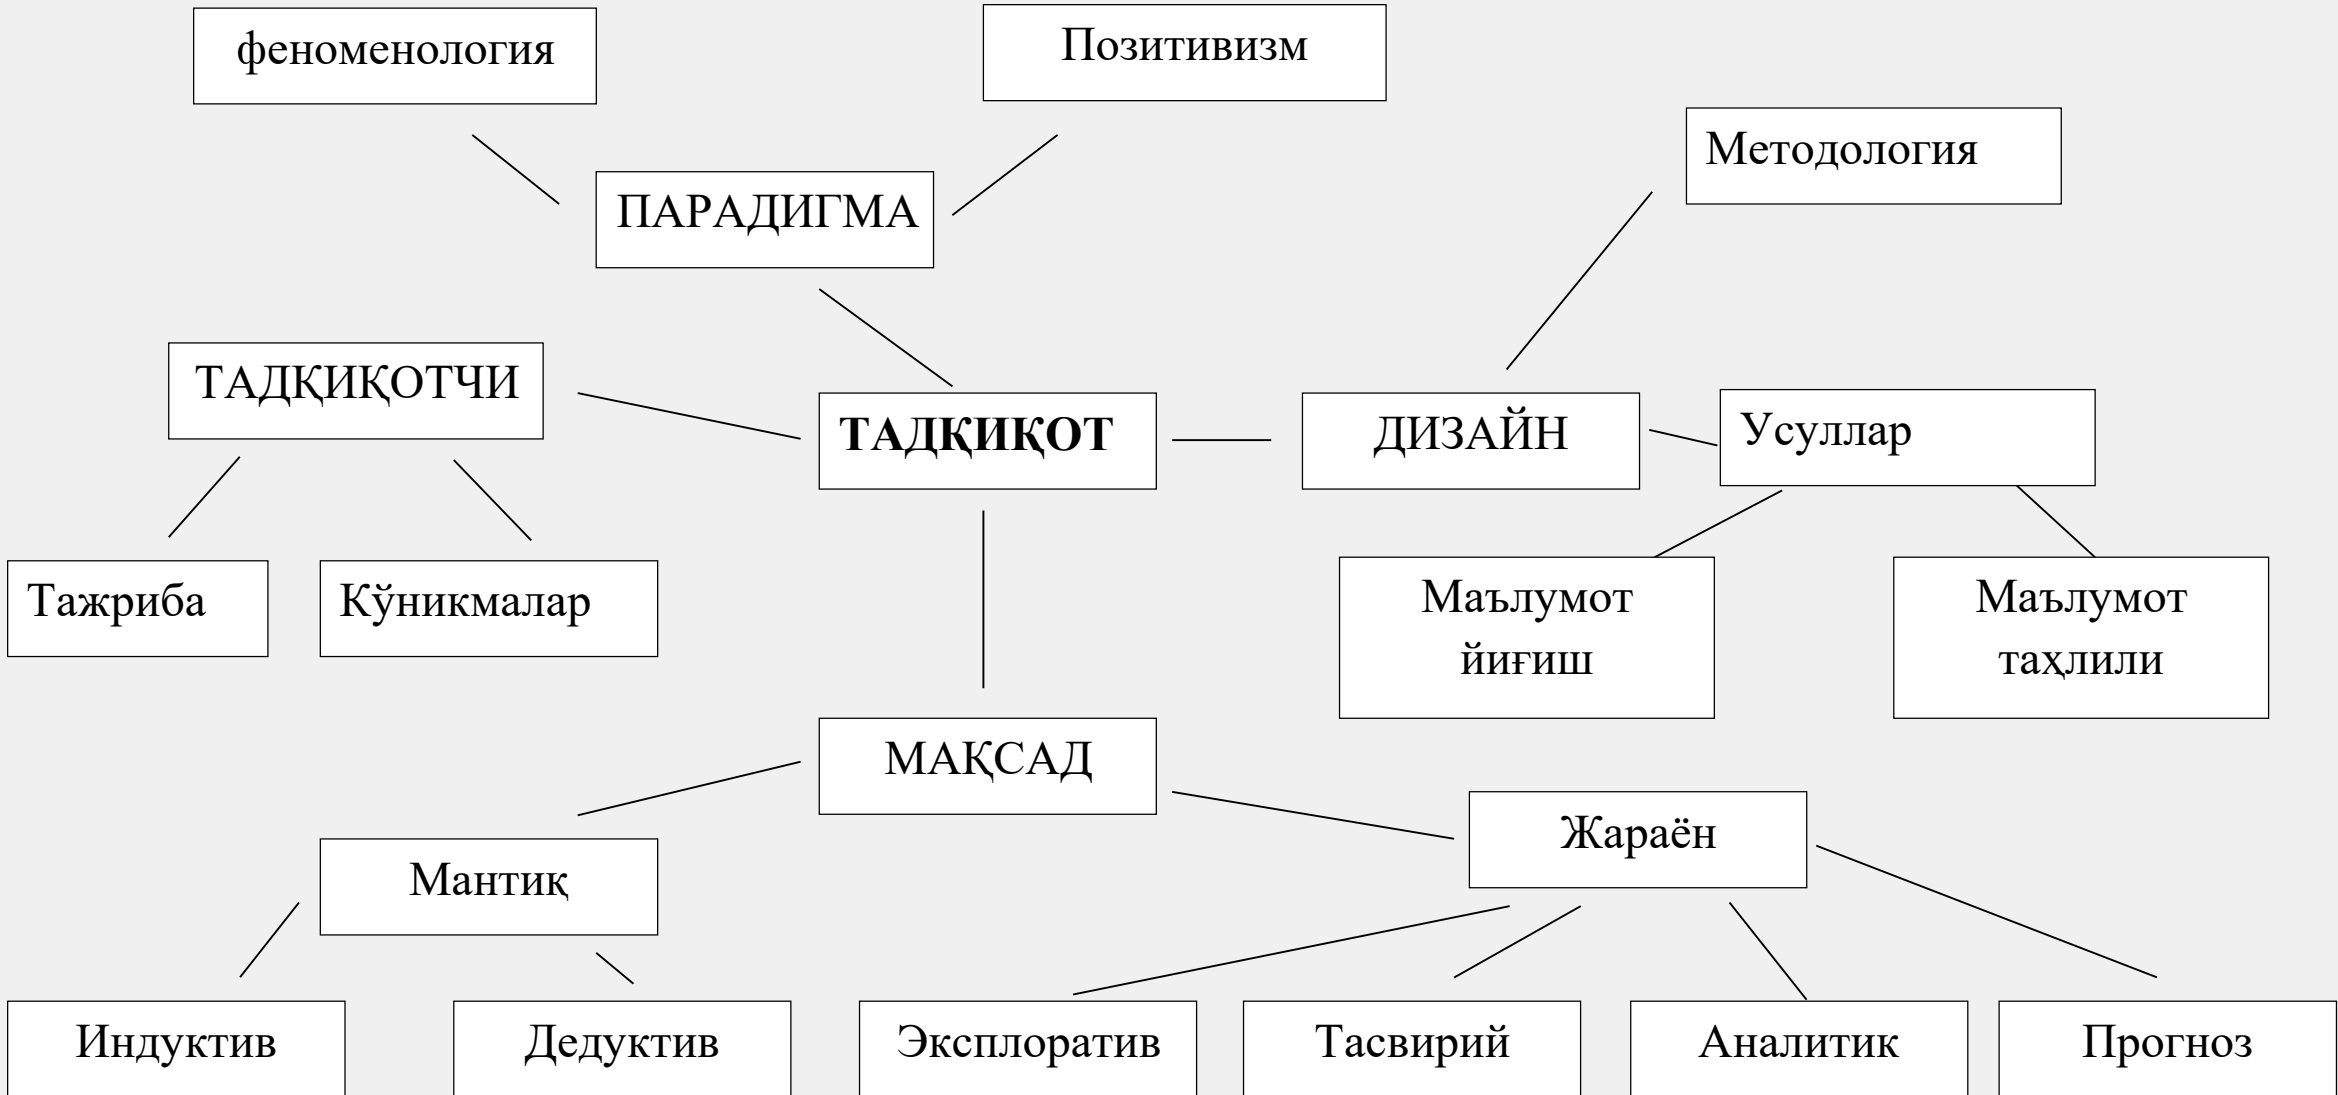 феноменология
Позитивизм
Методология
ПАРАДИГМА
ТАДҚИҚОТЧИ
ТАДҚИҚОТ
ДИЗАЙН
Усуллар
Тажриба
Кўникмалар
Маълумот
йиғиш
Маълумот
таҳлили
МАҚСАД
Жараён
Мантиқ
Индуктив
Дедуктив
Эксплоратив
Тасвирий
Аналитик
Прогноз